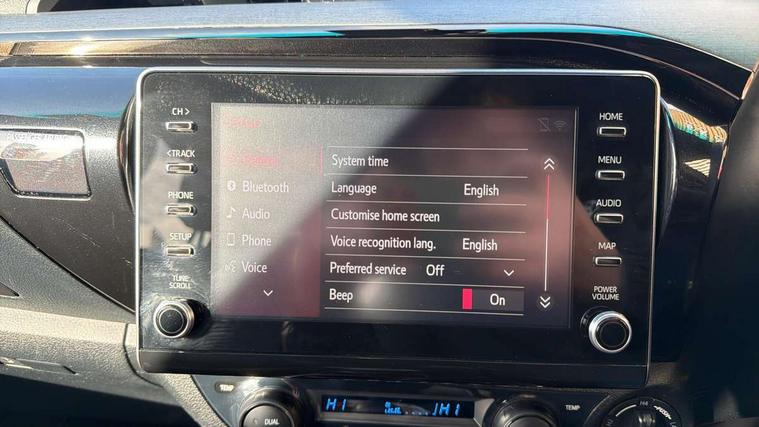 CH >
< TRACK
PHONE
SETUP
TUNE
SCROLL
Bluetooth
Audio
Phone
Voice
System time
Language English
Customise home screen
Voice recognition lang. English
Preferred service Off
Beep On
HOME
MENU
AUDIO
MAP
POWER
VOLUME
TEMP
DUAL
HI
HI
TEMP
H4